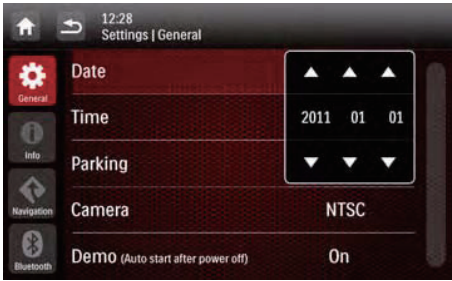 12:28
Settings | General
General
Date
Time
2011 01 01
Info
Parking
Navigation
Camera NTSC
Bluetooth
Demo (Auto start after power off) On